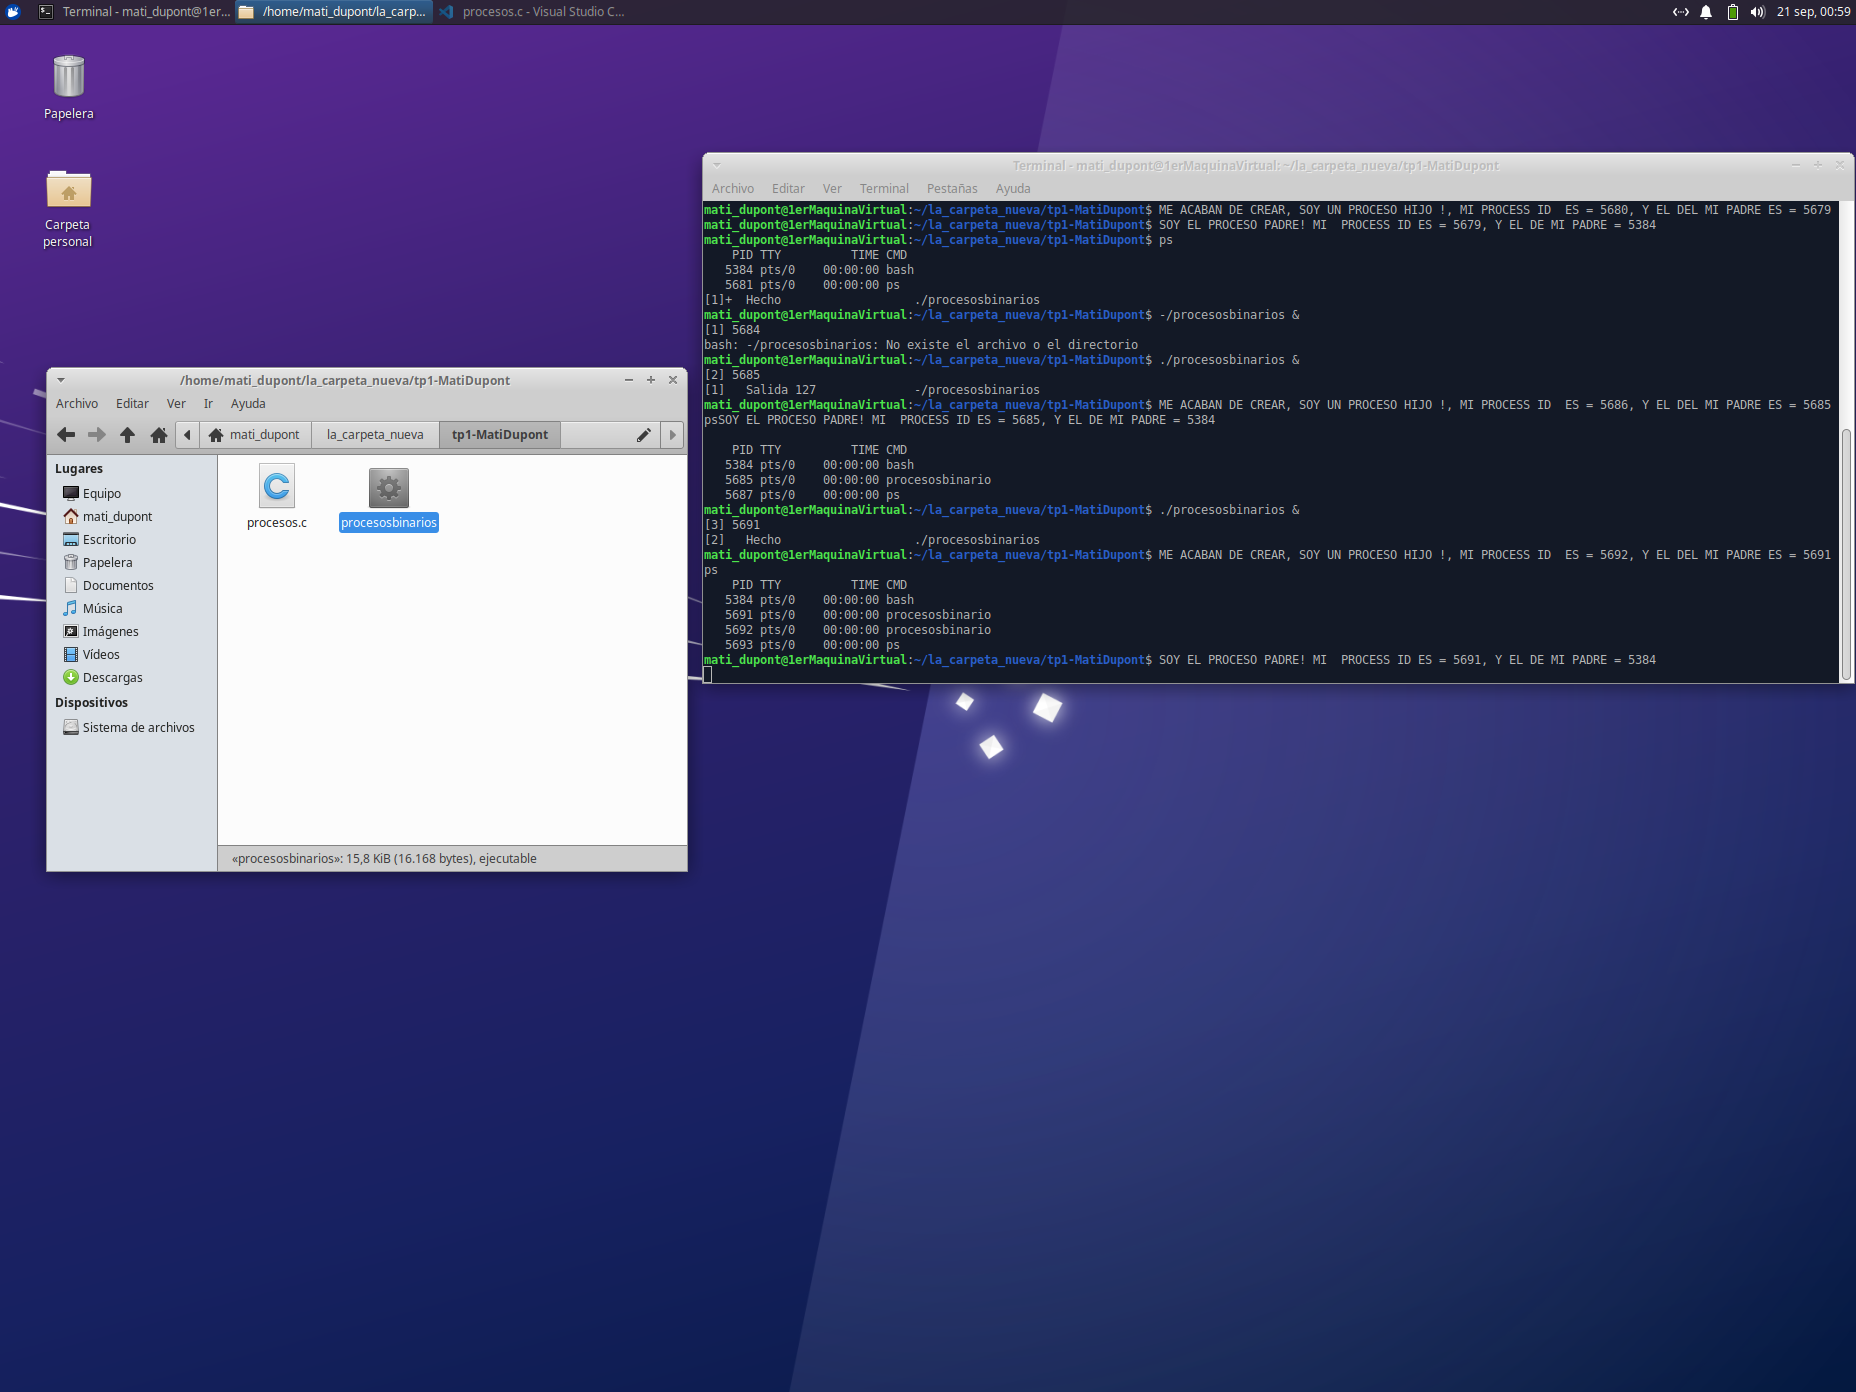 Terminal - mati_dupont@1er...
/home/mati_dupont/la_carp...
procesos.c - Visual Studio C...
21 sep, 00:59
Papelera
Carpeta
personal
/home/mati_dupont/la_carpeta_nueva/tp1-MatiDupont
Archivo Editar Ver Ir Ayuda
mati_dupont la_carpeta_nueva tp1-MatiDupont
Lugares
Equipo
mati_dupont
Escritorio
Papelera
Documentos
Música
Imágenes
Vídeos
Descargas
Dispositivos
Sistema de archivos
procesos.c
procesosbinarios
«procesosbinarios»: 15,8 KiB (16.168 bytes), ejecutable
Terminal - mati_dupont@1erMaquinaVirtual: ~/la_carpeta_nueva/tp1-MatiDupont
Archivo Editar Ver Terminal Pestañas Ayuda
mati_dupont@1erMaquinaVirtual:~/la_carpeta_nueva/tp1-MatiDupont$ ME ACABAN DE CREAR, SOY UN PROCESO HIJO !, MI PROCESS ID  ES = 5680, Y EL DEL MI PADRE ES = 5679
mati_dupont@1erMaquinaVirtual:~/la_carpeta_nueva/tp1-MatiDupont$ SOY EL PROCESO PADRE! MI  PROCESS ID ES = 5679, Y EL DE MI PADRE = 5384
mati_dupont@1erMaquinaVirtual:~/la_carpeta_nueva/tp1-MatiDupont$ ps
    PID TTY          TIME CMD
   5384 pts/0    00:00:00 bash
   5681 pts/0    00:00:00 ps
[1]+  Hecho                   ./procesosbinarios
mati_dupont@1erMaquinaVirtual:~/la_carpeta_nueva/tp1-MatiDupont$ -/procesosbinarios &
[1] 5684
bash: -/procesosbinarios: No existe el archivo o el directorio
mati_dupont@1erMaquinaVirtual:~/la_carpeta_nueva/tp1-MatiDupont$ ./procesosbinarios &
[2] 5685
[1]   Salida 127              -/procesosbinarios
mati_dupont@1erMaquinaVirtual:~/la_carpeta_nueva/tp1-MatiDupont$ ME ACABAN DE CREAR, SOY UN PROCESO HIJO !, MI PROCESS ID  ES = 5686, Y EL DEL MI PADRE ES = 5685
psSOY EL PROCESO PADRE! MI  PROCESS ID ES = 5685, Y EL DE MI PADRE = 5384
    PID TTY          TIME CMD
   5384 pts/0    00:00:00 bash
   5685 pts/0    00:00:00 procesosbinario
   5687 pts/0    00:00:00 ps
mati_dupont@1erMaquinaVirtual:~/la_carpeta_nueva/tp1-MatiDupont$ ./procesosbinarios &
[3] 5691
[2]   Hecho                   ./procesosbinarios
mati_dupont@1erMaquinaVirtual:~/la_carpeta_nueva/tp1-MatiDupont$ ME ACABAN DE CREAR, SOY UN PROCESO HIJO !, MI PROCESS ID  ES = 5692, Y EL DEL MI PADRE ES = 5691
ps
    PID TTY          TIME CMD
   5384 pts/0    00:00:00 bash
   5691 pts/0    00:00:00 procesosbinario
   5692 pts/0    00:00:00 procesosbinario
   5693 pts/0    00:00:00 ps
mati_dupont@1erMaquinaVirtual:~/la_carpeta_nueva/tp1-MatiDupont$ SOY EL PROCESO PADRE! MI  PROCESS ID ES = 5691, Y EL DE MI PADRE = 5384